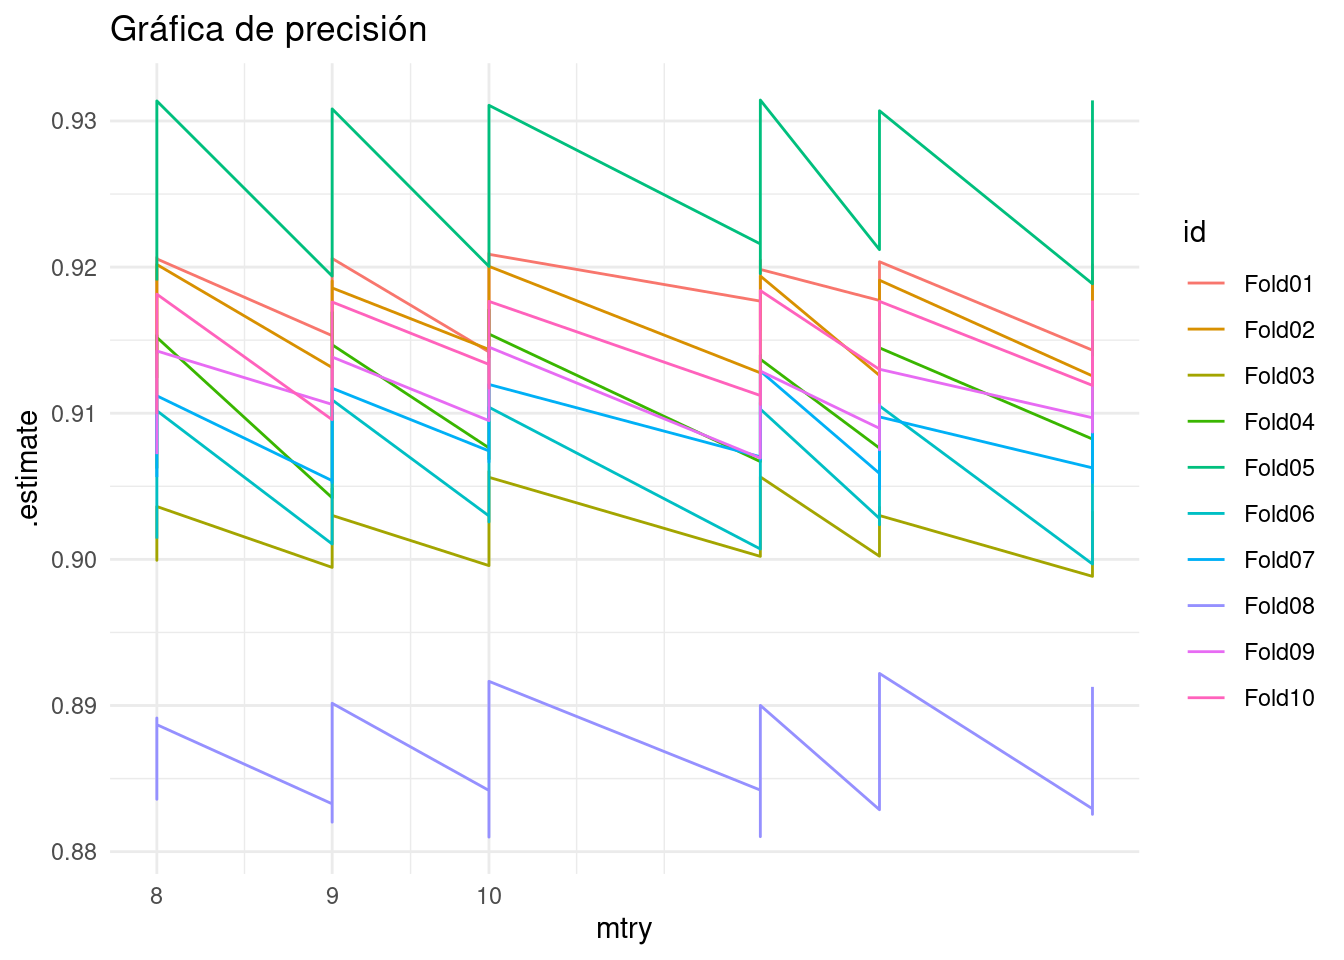 Gráfica de precisión
.estimate
0.93
0.92
0.91
0.90
0.89
0.88
8 9 10
mtry
id
Fold01
Fold02
Fold03
Fold04
Fold05
Fold06
Fold07
Fold08
Fold09
Fold10